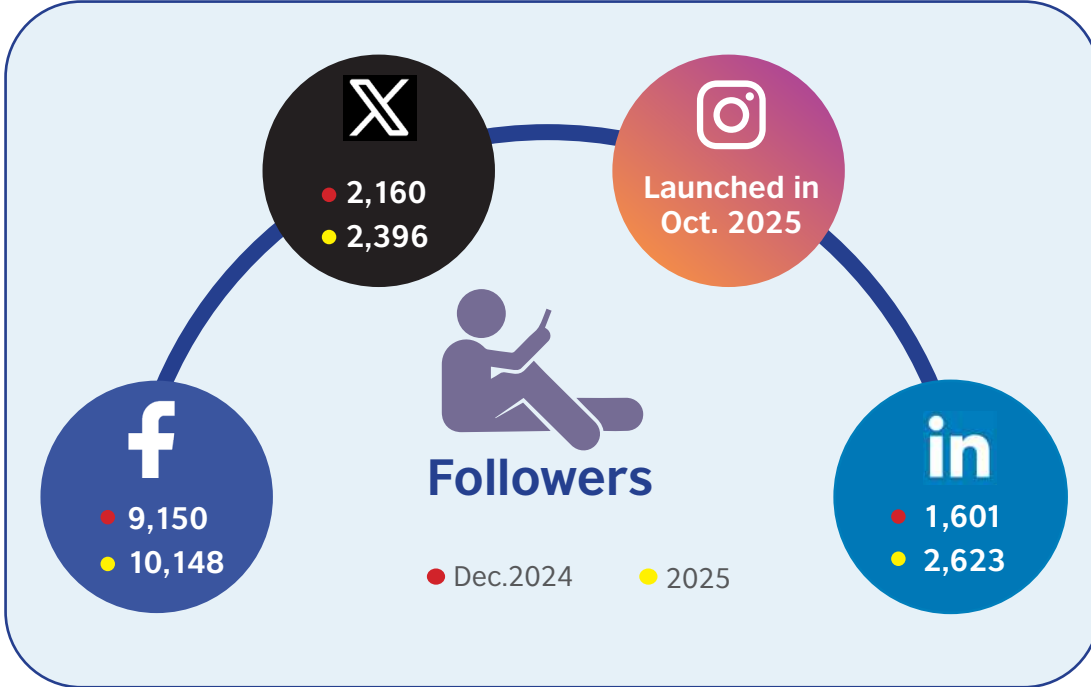 X
2,160
2,396
Launched in
Oct. 2025
f
9,150
10,148
Followers
Dec.2024
2025
in
1,601
2,623